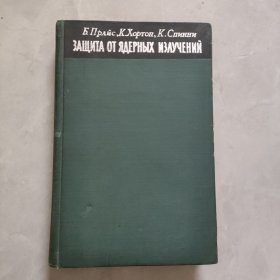 Б. Прайс, К. Хортон, К. Спинни
ЗАЩИТА ОТ ЯДЕРНЫХ ИЗЛУЧЕНИЙ